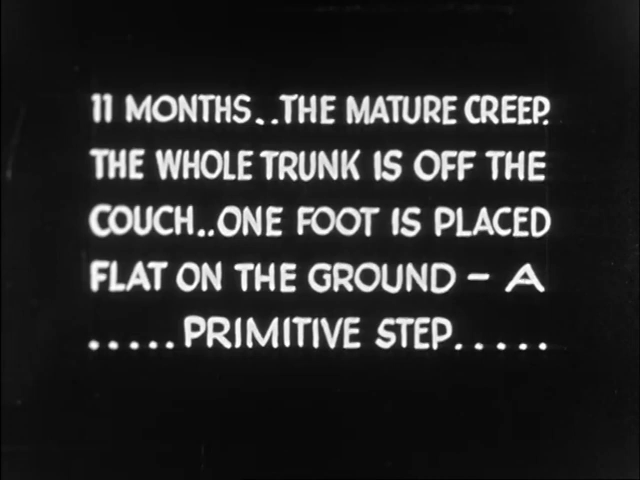 11 MONTHS..THE MATURE CREEP.
THE WHOLE TRUNK IS OFF THE
COUCH..ONE FOOT IS PLACED
FLAT ON THE GROUND – A
.....PRIMITIVE STEP.....